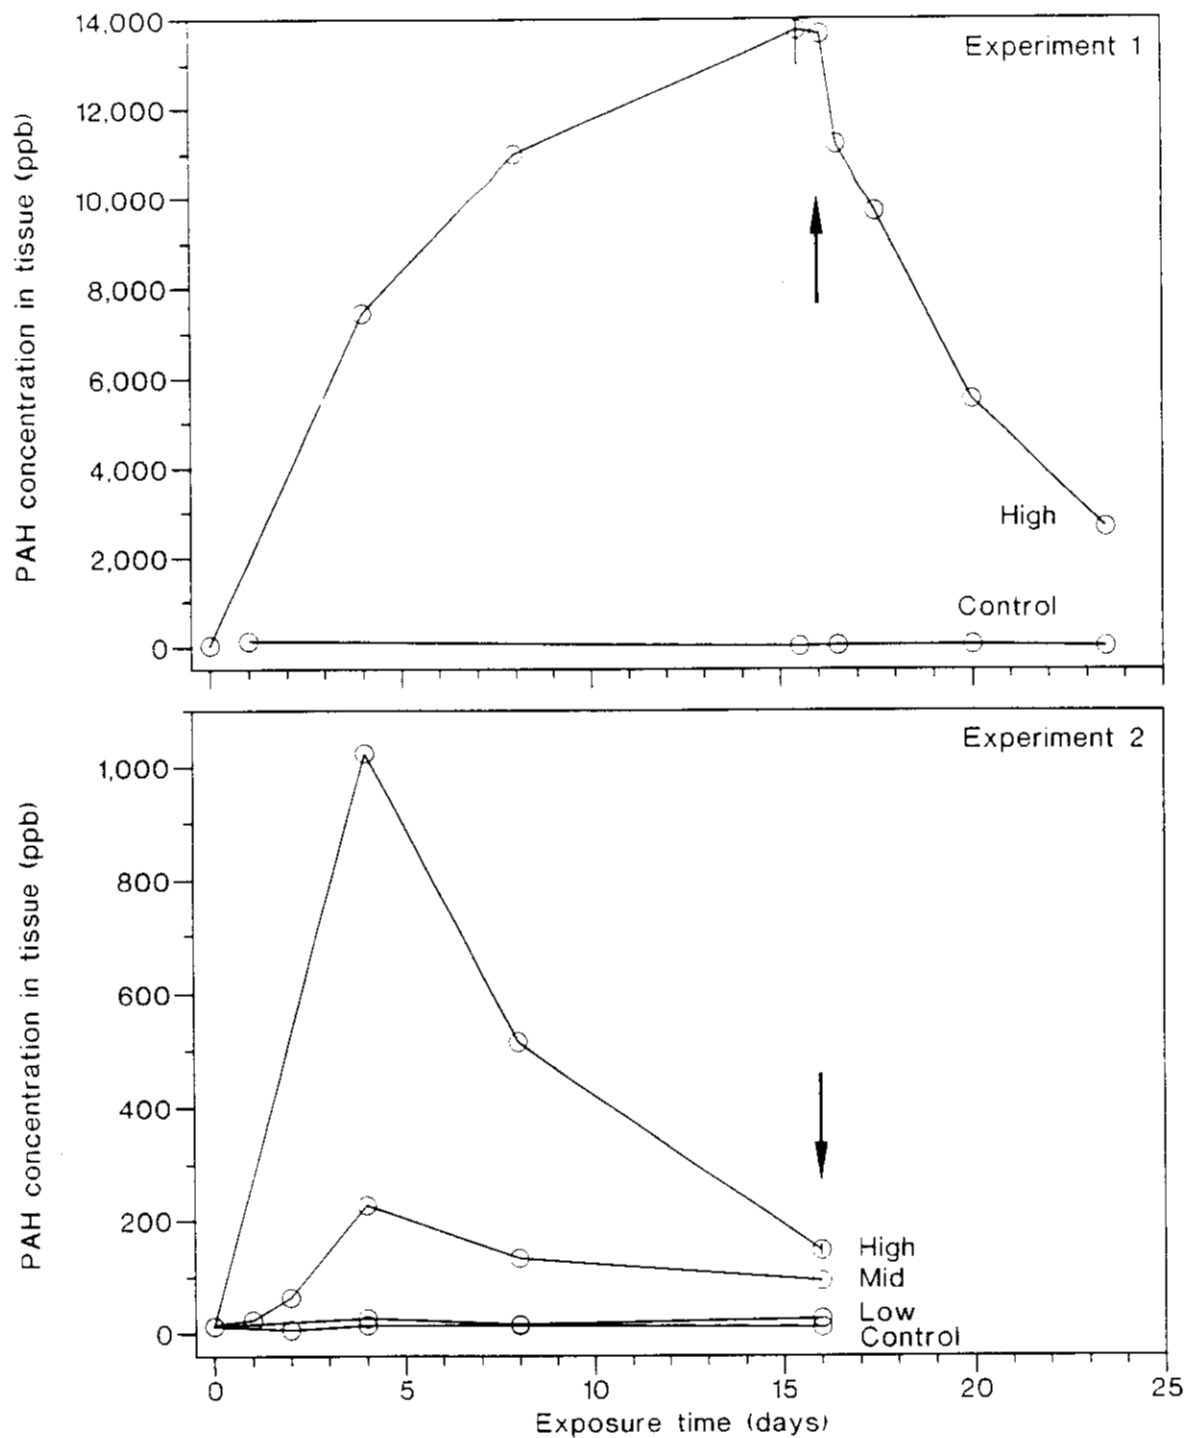 Experiment 1
PAH concentration in tissue (ppb)
14,000
12,000
10,000
8,000
6,000
4,000
2,000
0
High
Control
Experiment 2
PAH concentration in tissue (ppb)
1,000
800
600
400
200
0
High
Mid
Low
Control
0 5 10 15 20 25
Exposure time (days)